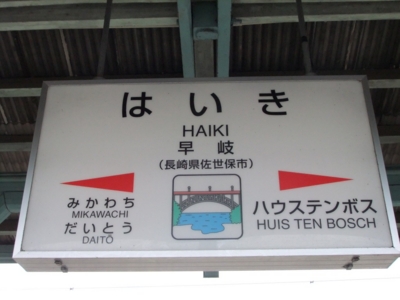 はいき
HAIKI
早岐
(長崎県佐世保市)
みかわち
MIKAWACHI
だいとう
DAITŌ
ハウステンボス
HUIS TEN BOSCH